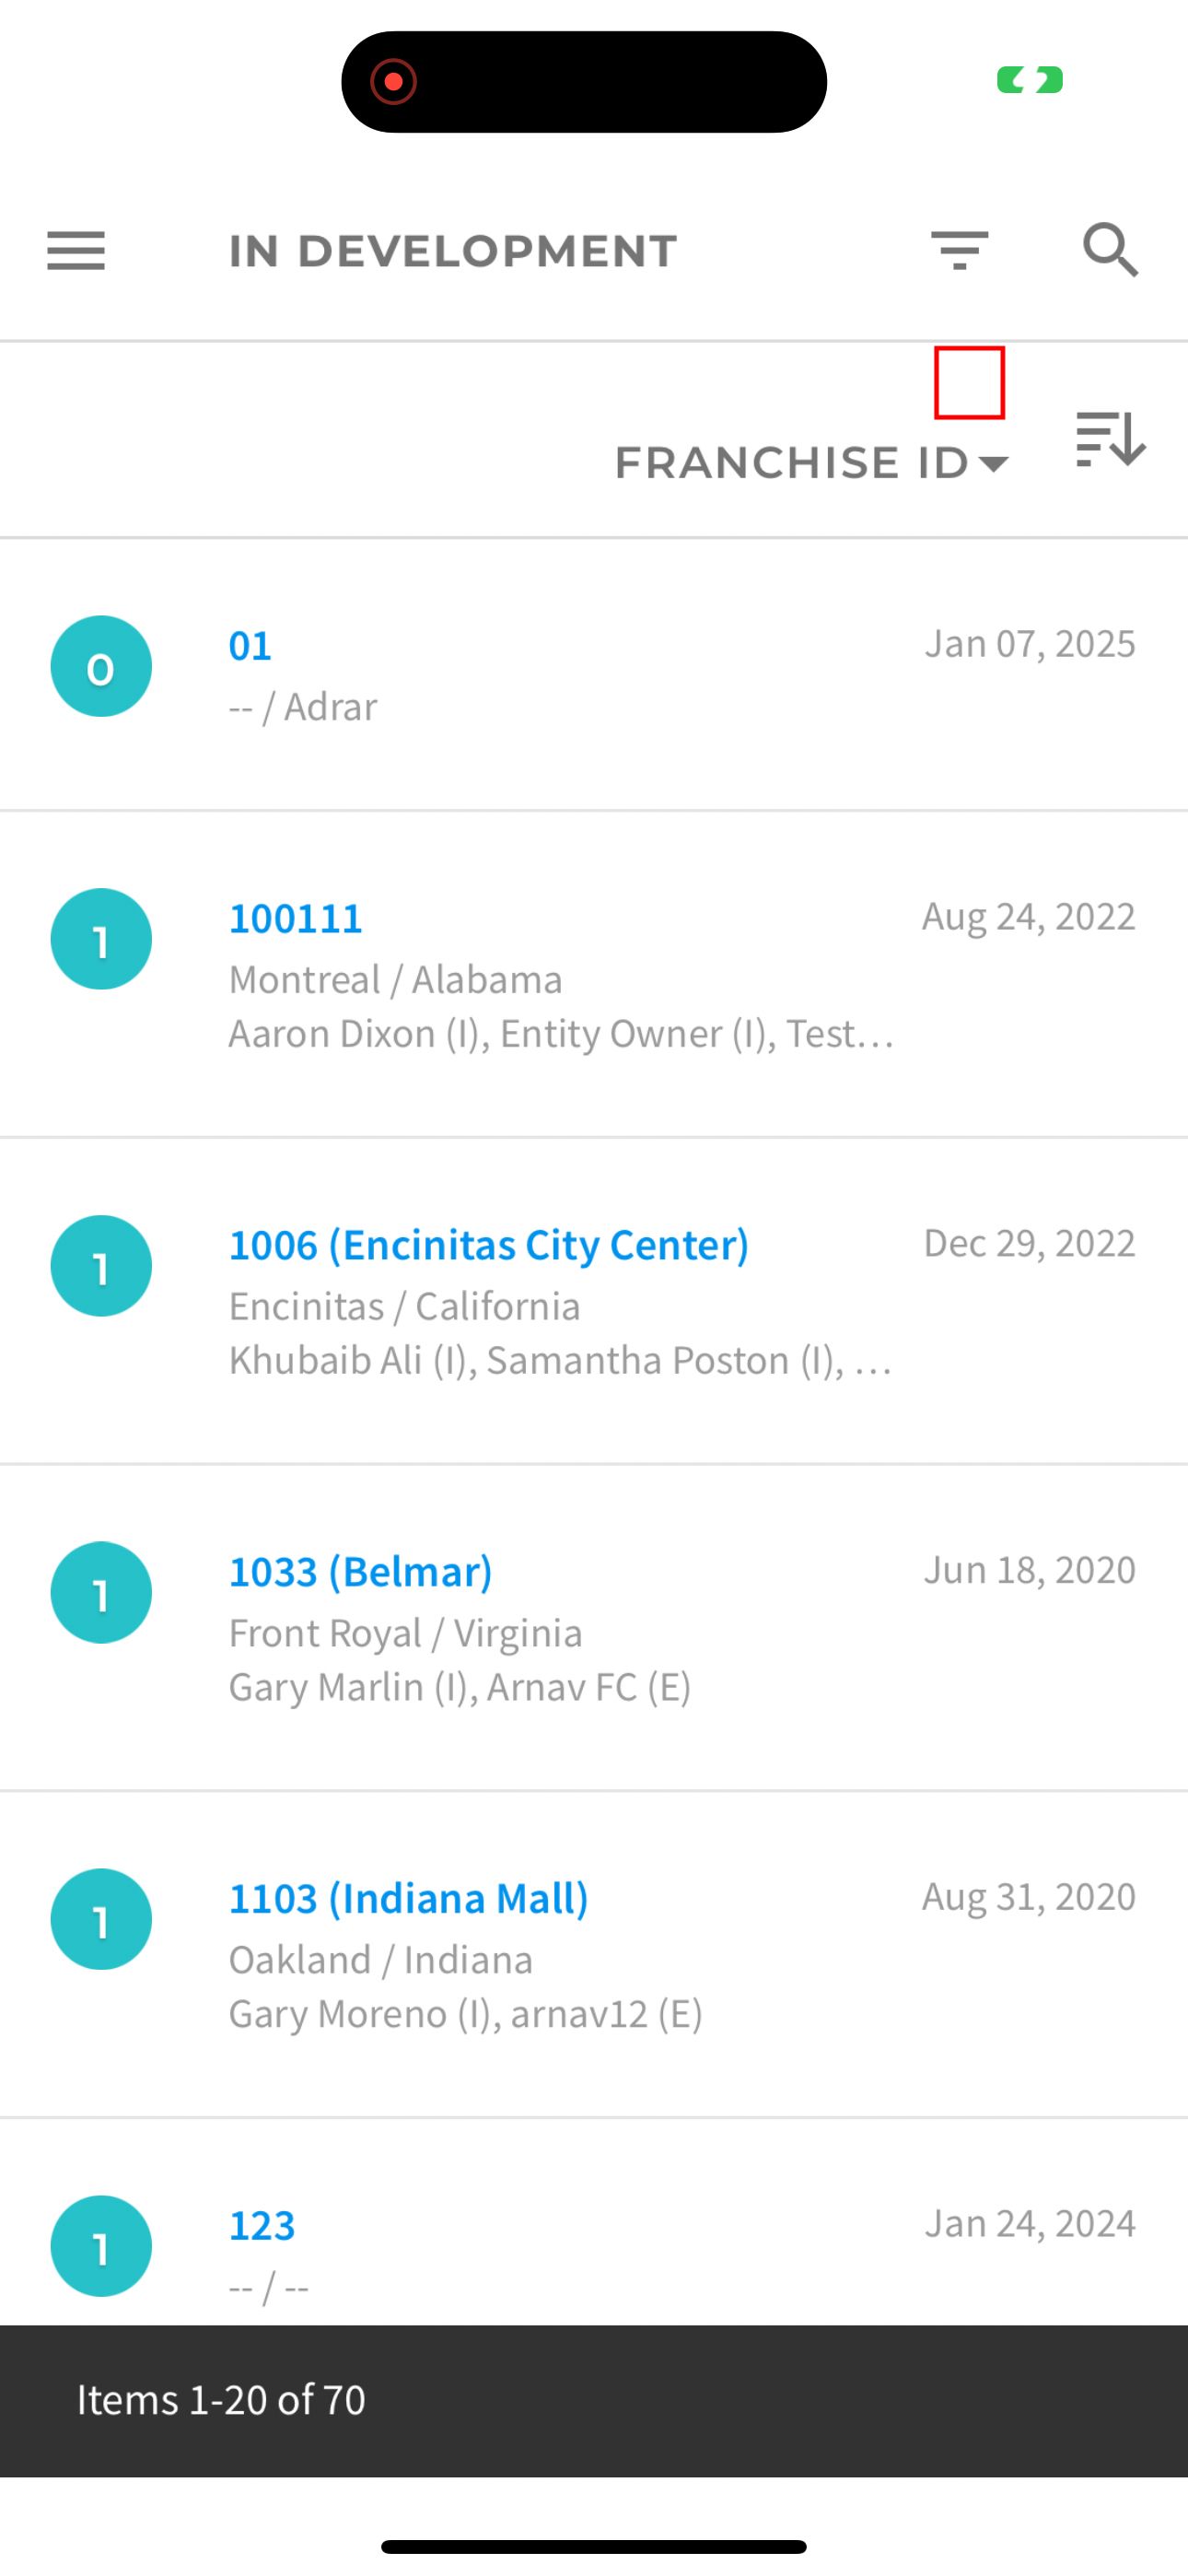 IN DEVELOPMENT
FRANCHISE ID
0
01
Jan 07, 2025
-- / Adrar
1
100111
Aug 24, 2022
Montreal / Alabama
Aaron Dixon (I), Entity Owner (I), Test...
1
1006 (Encinitas City Center)
Dec 29, 2022
Encinitas / California
Khubaib Ali (I), Samantha Poston (I), ...
1
1033 (Belmar)
Jun 18, 2020
Front Royal / Virginia
Gary Marlin (I), Arnav FC (E)
1
1103 (Indiana Mall)
Aug 31, 2020
Oakland / Indiana
Gary Moreno (I), arnav12 (E)
1
123
Jan 24, 2024
-- / --
Items 1-20 of 70